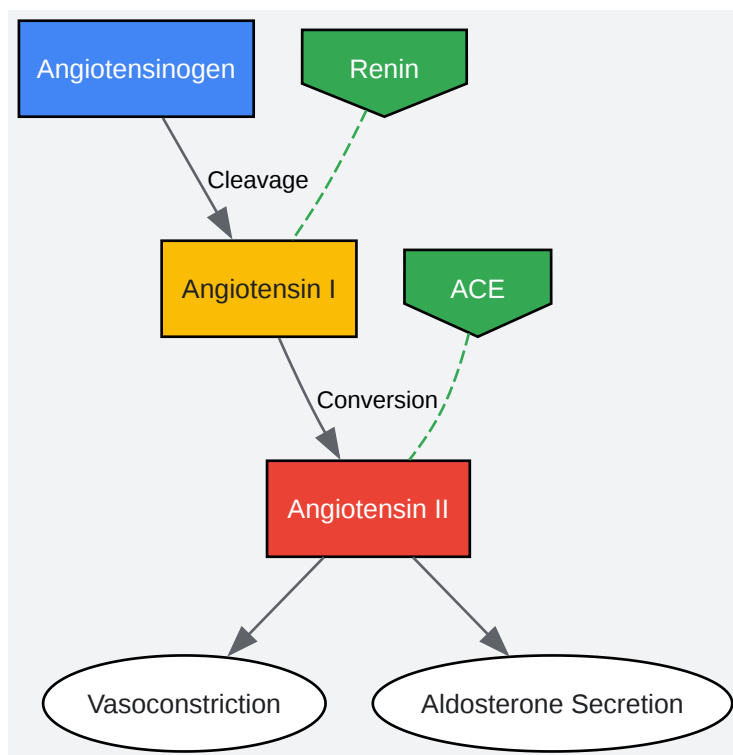 Angiotensinogen
Renin
Cleavage
Angiotensin I
ACE
Conversion
Angiotensin II
Vasoconstriction
Aldosterone Secretion